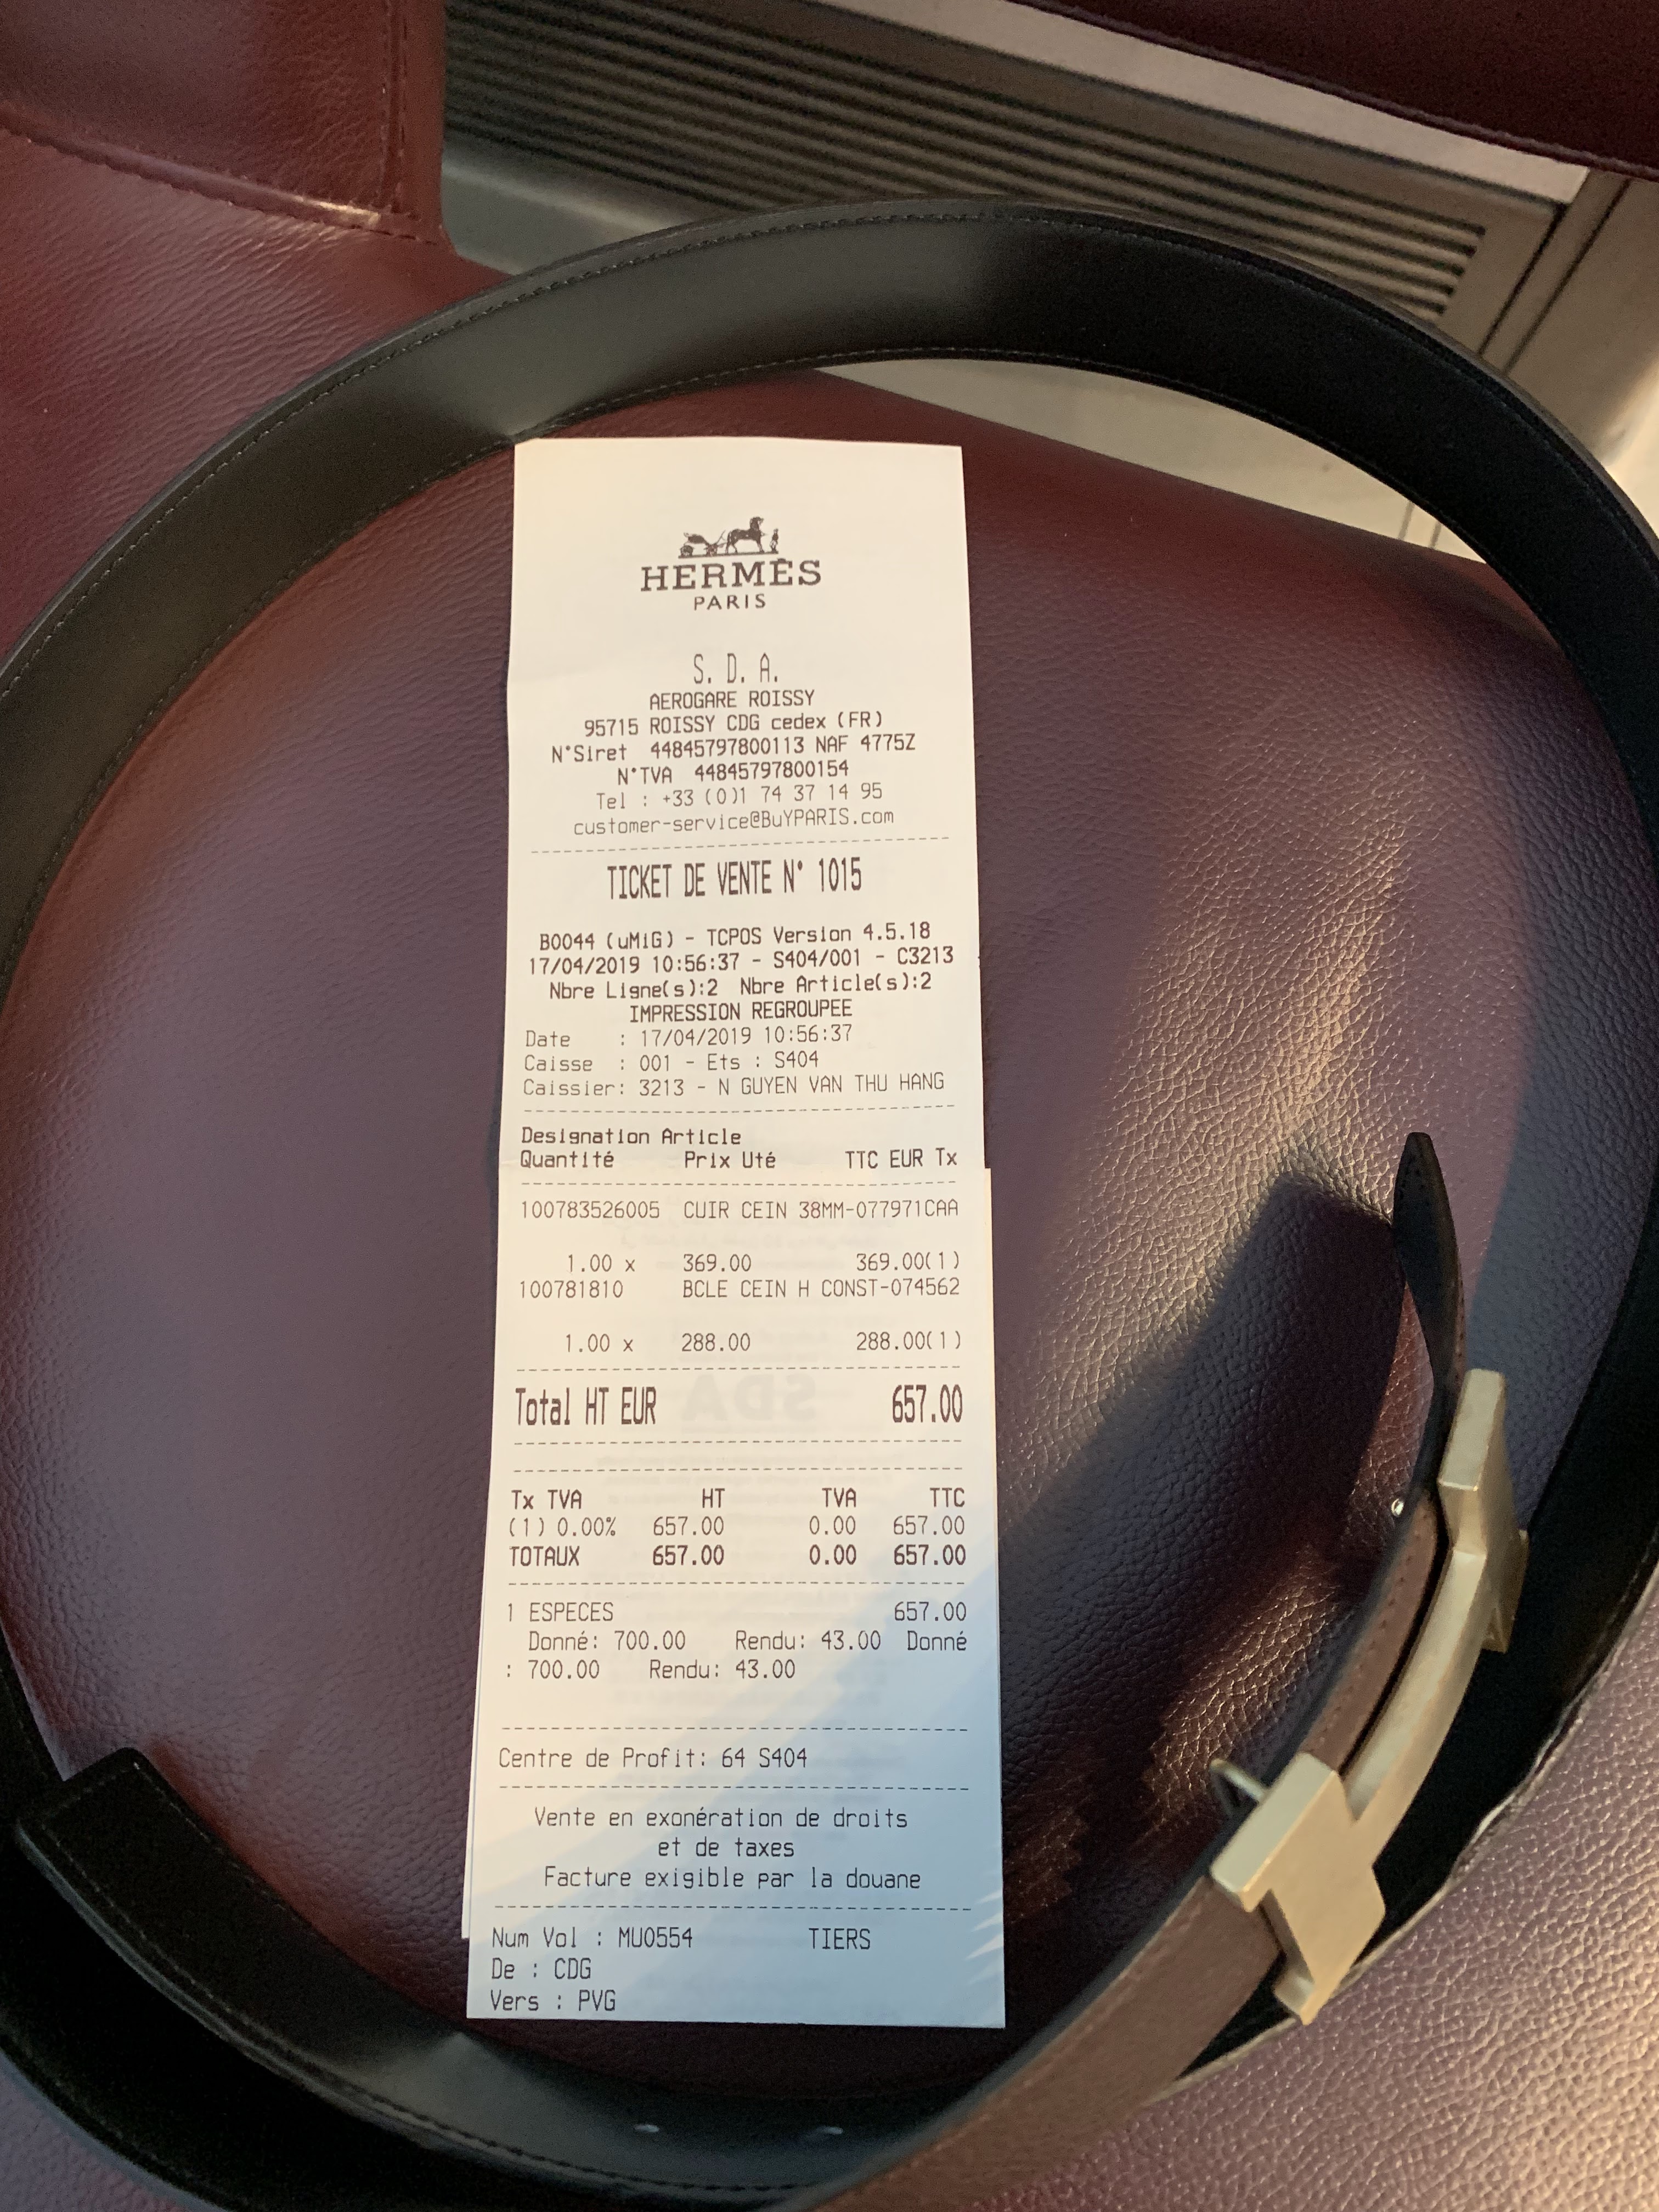 HERMÈS
PARIS
S. D. A.
AEROGARE ROISSY
95715 ROISSY CDG cedex (FR)
N°Siret 44845797800113 NAF 4775Z
N°TVA 44845797800154
Tel : +33 (0)1 74 37 14 95
customer-service@BuYPARIS.com
TICKET DE VENTE N° 1015
B0044 (uMiG) - TCPOS Version 4.5.18
17/04/2019 10:56:37 - S404/001 - C3213
Nbre Ligne(s):2 Nbre Article(s):2
IMPRESSION REGROUPEE
Date : 17/04/2019 10:56:37
Caisse : 001 - Ets : S404
Caissier: 3213 - N GUYEN VAN THU HANG
Designation Article
Quantité Prix Uté TTC EUR Tx
100783526005 CUIR CEIN 38MM-077971CAA
1.00 x 369.00 369.00(1)
100781810 BCLE CEIN H CONST-074562
1.00 x 288.00 288.00(1)
Total HT EUR 657.00
Tx TVA HT TVA TTC
(1) 0.00% 657.00 0.00 657.00
TOTAUX 657.00 0.00 657.00
1 ESPECES 657.00
Donné: 700.00 Rendu: 43.00 Donné
: 700.00 Rendu: 43.00
Centre de Profit: 64 S404
Vente en exonération de droits
et de taxes
Facture exigible par la douane
Num Vol : MU0554 TIERS
De : CDG
Vers : PVG